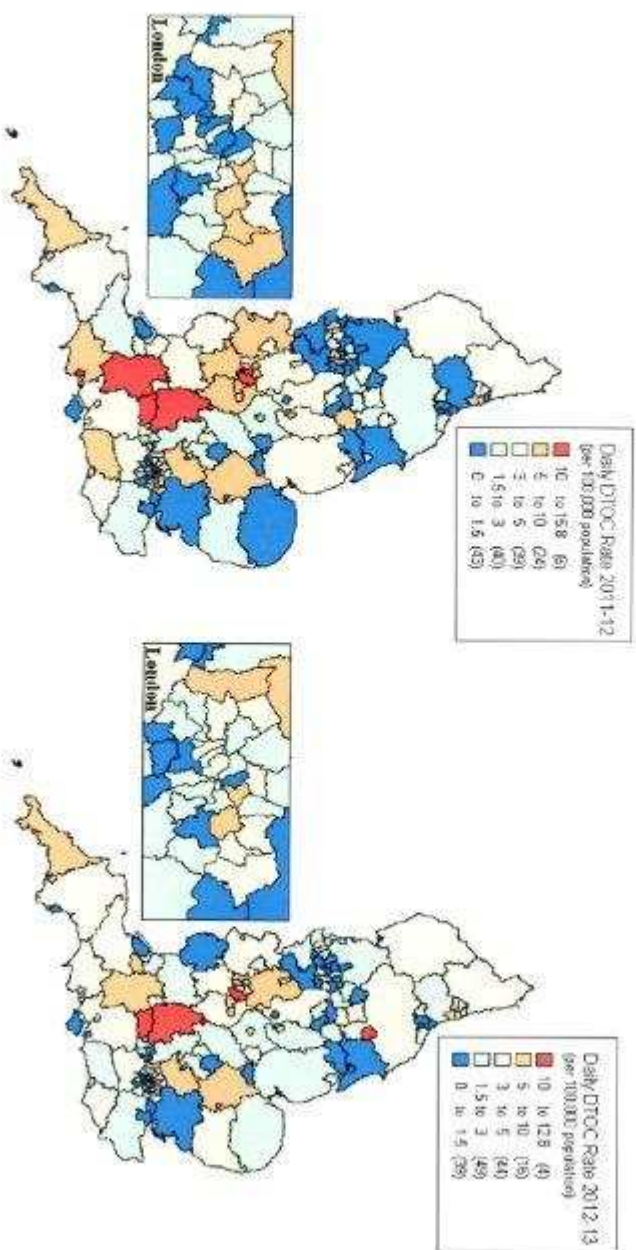 Daily DTOC Rate 2011-12
(per 100,000 population)
10 to 15.8 (6)
5 to 10 (24)
3 to 5 (39)
1.5 to 3 (40)
0 to 1.5 (43)
London
Daily DTOC Rate 2012-13
(per 100,000 population)
10 to 12.8 (4)
5 to 10 (16)
3 to 5 (44)
1.5 to 3 (49)
0 to 1.5 (39)
London